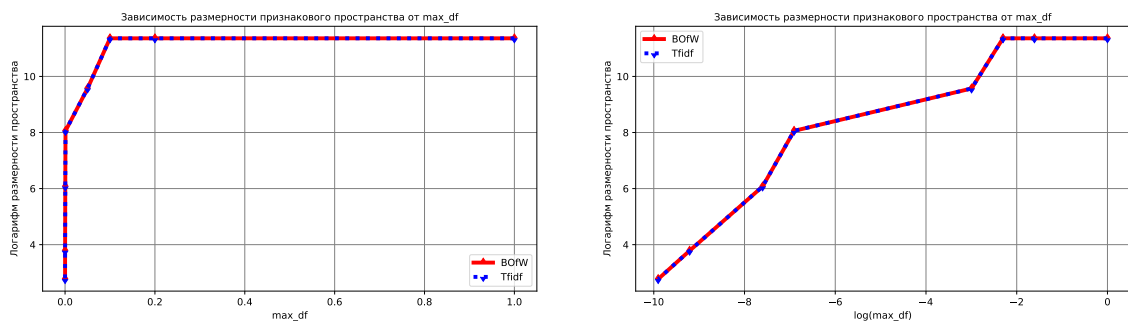 Зависимость размерности признакового пространства от max_df
Логарифм размерности пространства
10
8
6
4
0.0 0.2 0.4 0.6 0.8 1.0
max_df
BOfW
Tfidf
Зависимость размерности признакового пространства от max_df
BOfW
Tfidf
Логарифм размерности пространства
10
8
6
4
−10 −8 −6 −4 −2 0
log(max_df)